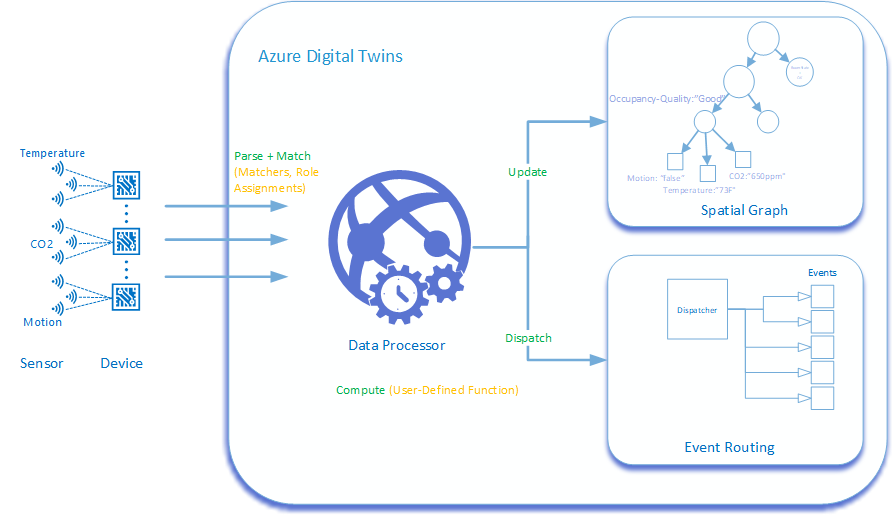 Azure Digital Twins
Occupancy-Quality:"Good"
Motion: "false"
CO2:"650ppm"
Temperature:"73F"
Spatial Graph
Temperature
CO2
Motion
Sensor
Device
Parse + Match
(Matchers, Role
Assignments)
Data Processor
Compute (User-Defined Function)
Update
Dispatch
Events
Dispatcher
Event Routing